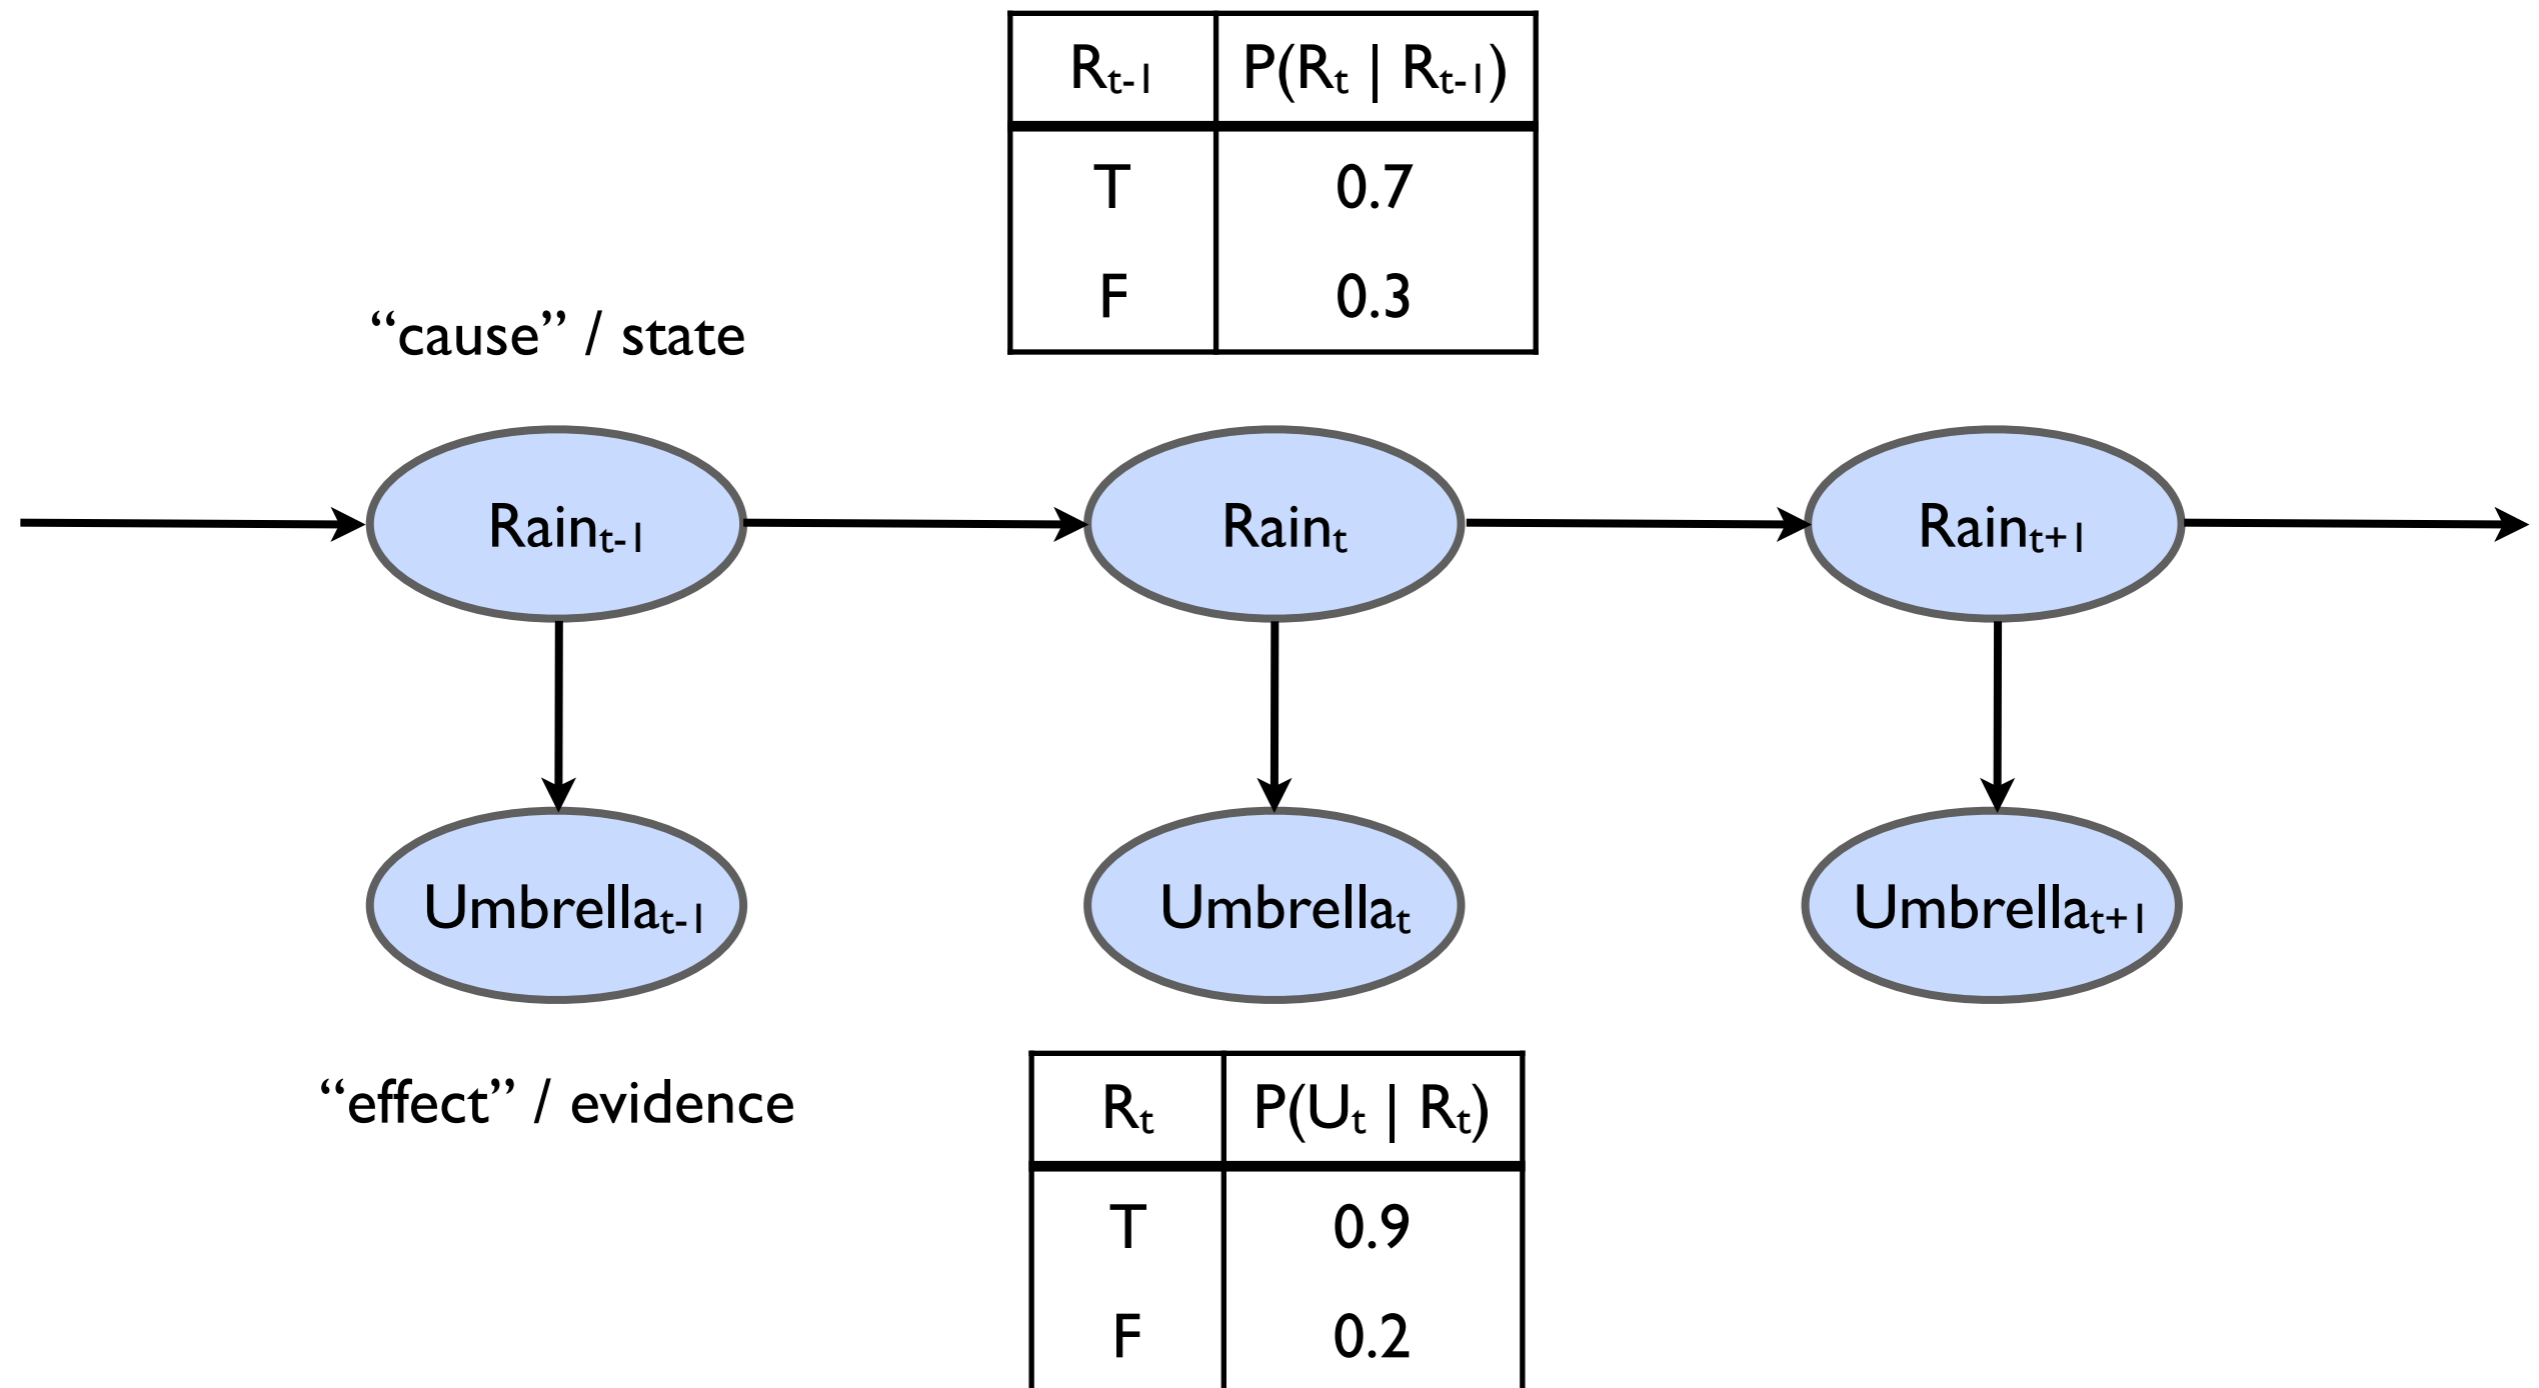 Rₜ₋₁ P(Rₜ | Rₜ₋₁)
T 0.7
F 0.3
“cause” / state
Rainₜ₋₁ Rainₜ Rainₜ₊₁
Umbrellaₜ₋₁ Umbrellaₜ Umbrellaₜ₊₁
“effect” / evidence
Rₜ P(Uₜ | Rₜ)
T 0.9
F 0.2